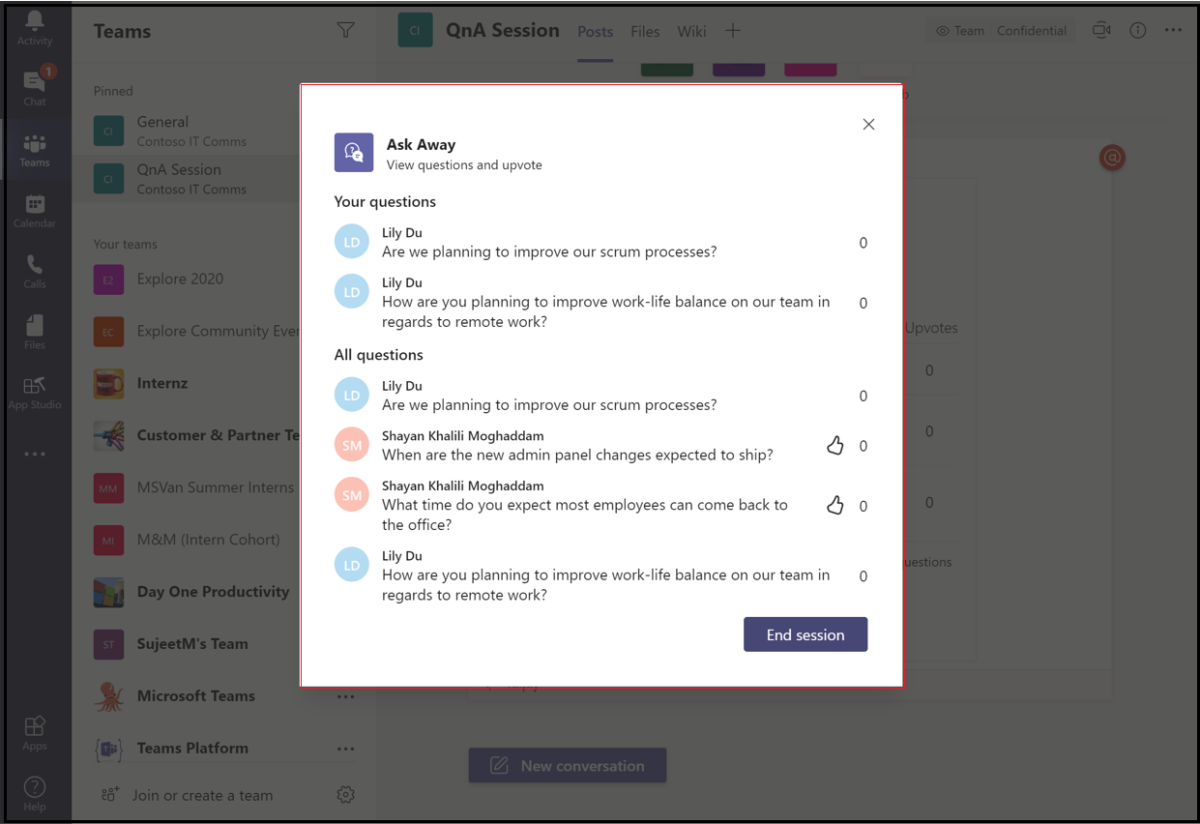 Activity
Chat
1
Teams
Calendar
Calls
Files
App Studio
Apps
Help
Teams
Pinned
CI
General
Contoso IT Comms
CI
QnA Session
Contoso IT Comms
Your teams
E2
Explore 2020
EC
Explore Community Ever
Internz
Customer & Partner Te
MM
MSVan Summer Interns
MI
M&M (Intern Cohort)
Day One Productivity
ST
SujeetM's Team
Microsoft Teams
Teams Platform
Join or create a team
CI
QnA Session
Posts
Files
Wiki
Team
Confidential
Ask Away
View questions and upvote
Your questions
LD
Lily Du
Are we planning to improve our scrum processes?
0
LD
Lily Du
How are you planning to improve work-life balance on our team in
regards to remote work?
0
All questions
LD
Lily Du
Are we planning to improve our scrum processes?
0
SM
Shayan Khalili Moghaddam
When are the new admin panel changes expected to ship?
0
SM
Shayan Khalili Moghaddam
What time do you expect most employees can come back to
the office?
0
LD
Lily Du
How are you planning to improve work-life balance on our team in
regards to remote work?
0
End session
Upvotes
0
0
0
uestions
New conversation